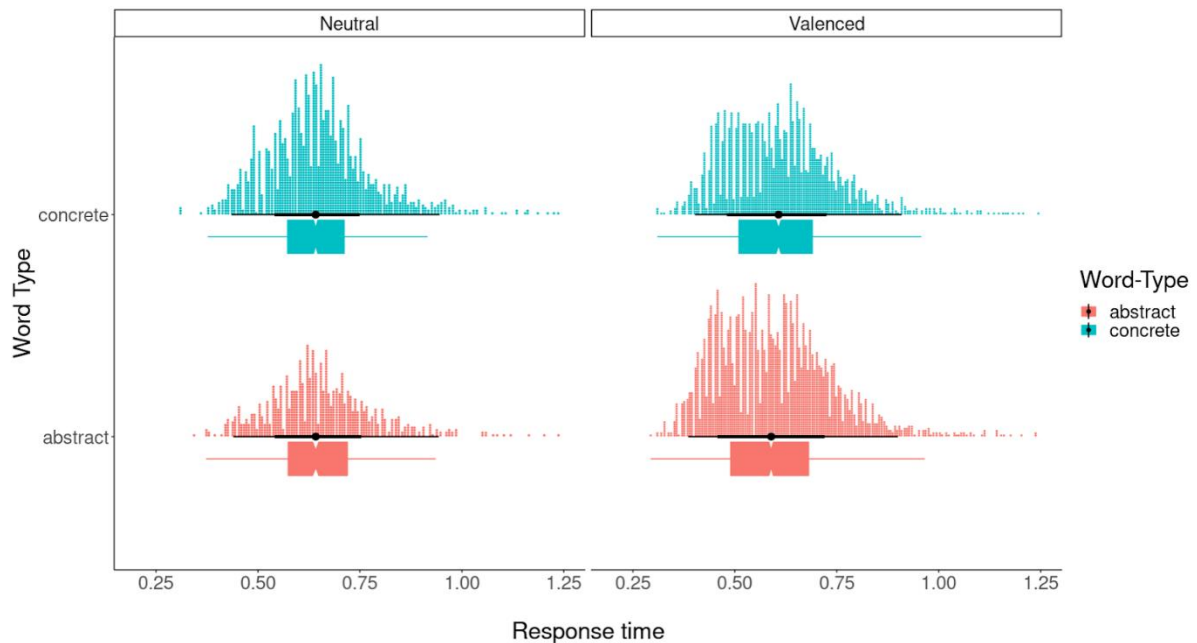 Neutral
Valenced
Word Type
concrete
abstract
Word-Type
abstract
concrete
0.25 0.50 0.75 1.00 1.25
0.25 0.50 0.75 1.00 1.25
Response time